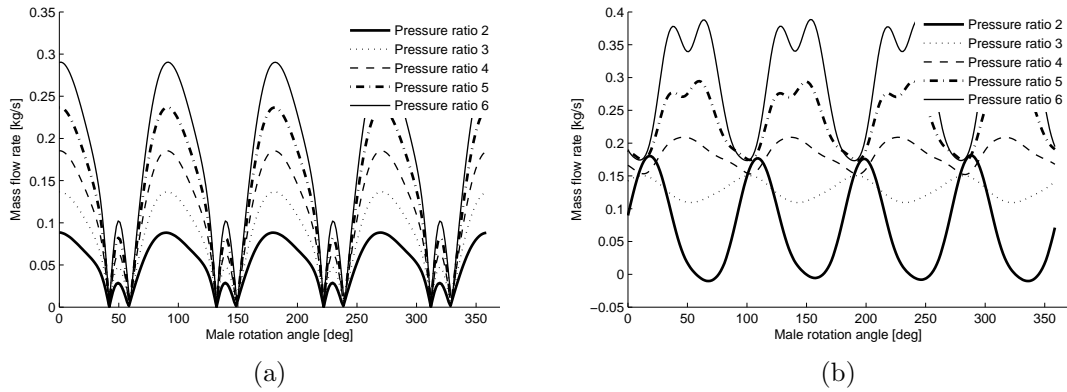 0.35
0.3
0.25
0.2
0.15
0.1
0.05
0
Mass flow rate [kg/s]
0 50 100 150 200 250 300 350
Male rotation angle [deg]
Pressure ratio 2
Pressure ratio 3
Pressure ratio 4
Pressure ratio 5
Pressure ratio 6
(a)
0.4
0.35
0.3
0.25
0.2
0.15
0.1
0.05
0
−0.05
Mass flow rate [kg/s]
0 50 100 150 200 250 300 350
Male rotation angle [deg]
Pressure ratio 2
Pressure ratio 3
Pressure ratio 4
Pressure ratio 5
Pressure ratio 6
(b)